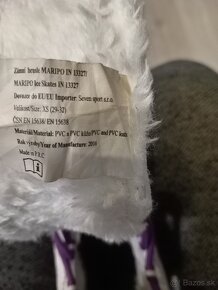 Zimní brusle MARIPO IN 13327!
MARIPO Ice Skates IN 13327
Dovozce do EU/EU Importer: Seven sport s.r.o.
Velikost/Size: XS (29-32)
ČSN EN 15638/ EN 15638
Materiál/Material: PVC a PVC kůže/PVC and PVC leath
Rok výroby/Year of Manufacture: 2016
Made in P.R.C.
Bazos.sk